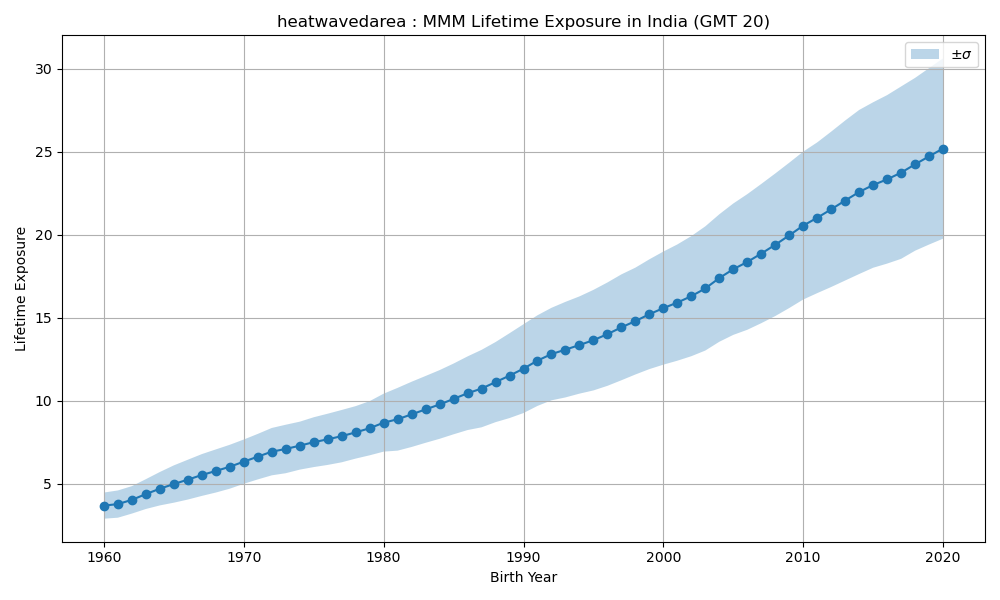 heatwavedarea : MMM Lifetime Exposure in India (GMT 20)
±σ
Lifetime Exposure
30
25
20
15
10
5
1960 1970 1980 1990 2000 2010 2020
Birth Year